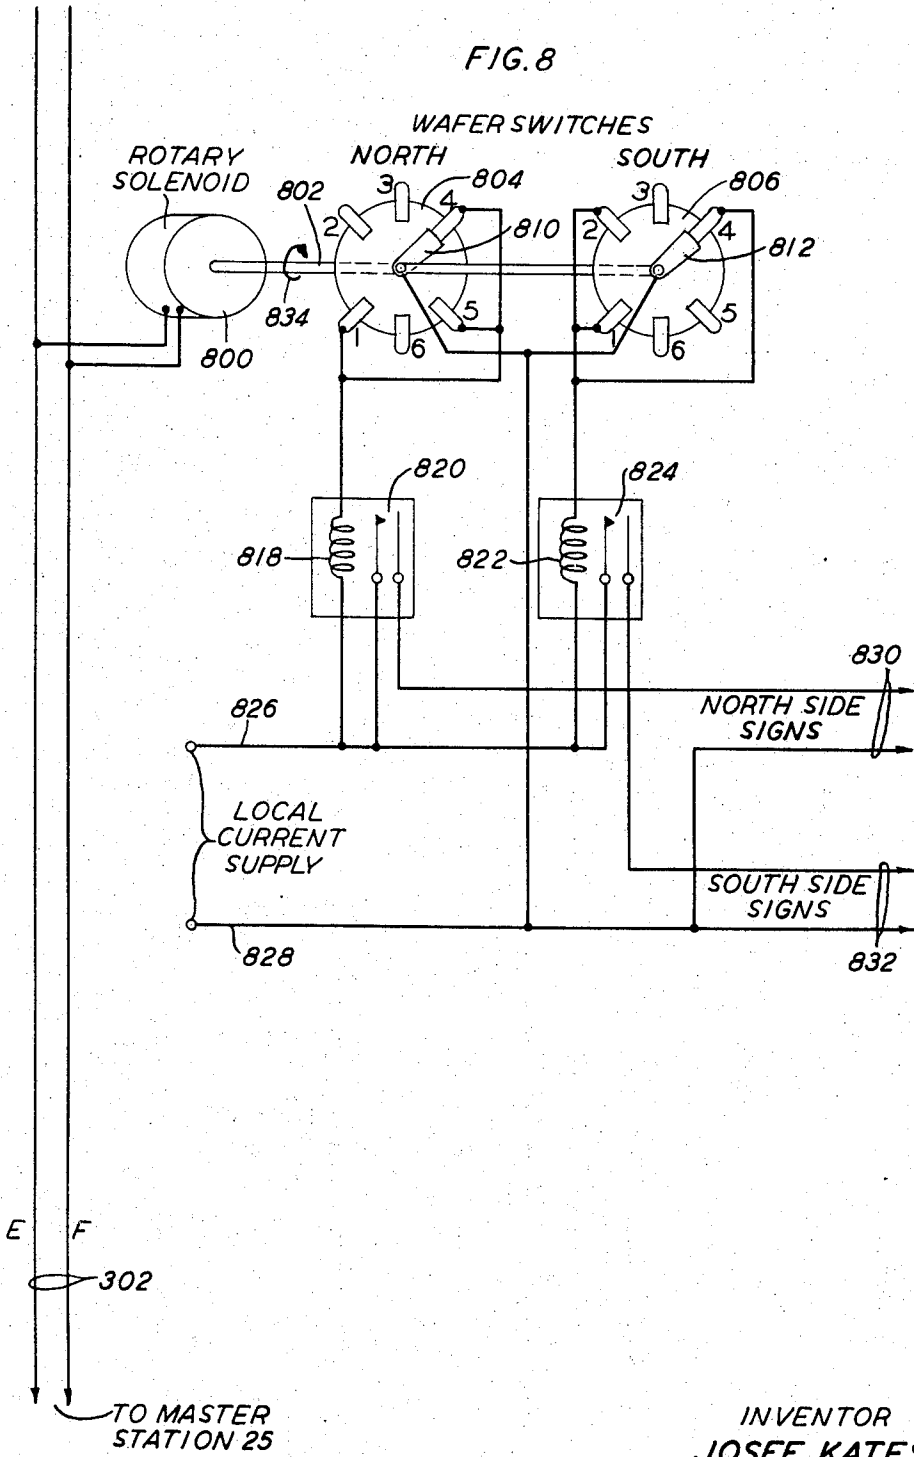 FIG. 8
WAFER SWITCHES
ROTARY
SOLENOID
NORTH
SOUTH
802
804
806
3
3
2
4
2
4
810
812
834
800
1
5
6
1
5
6
820
824
818
822
830
826
NORTH SIDE
SIGNS
LOCAL
CURRENT
SUPPLY
SOUTH SIDE
SIGNS
828
832
E
F
302
TO MASTER
STATION 25
INVENTOR
JOSEF KATES